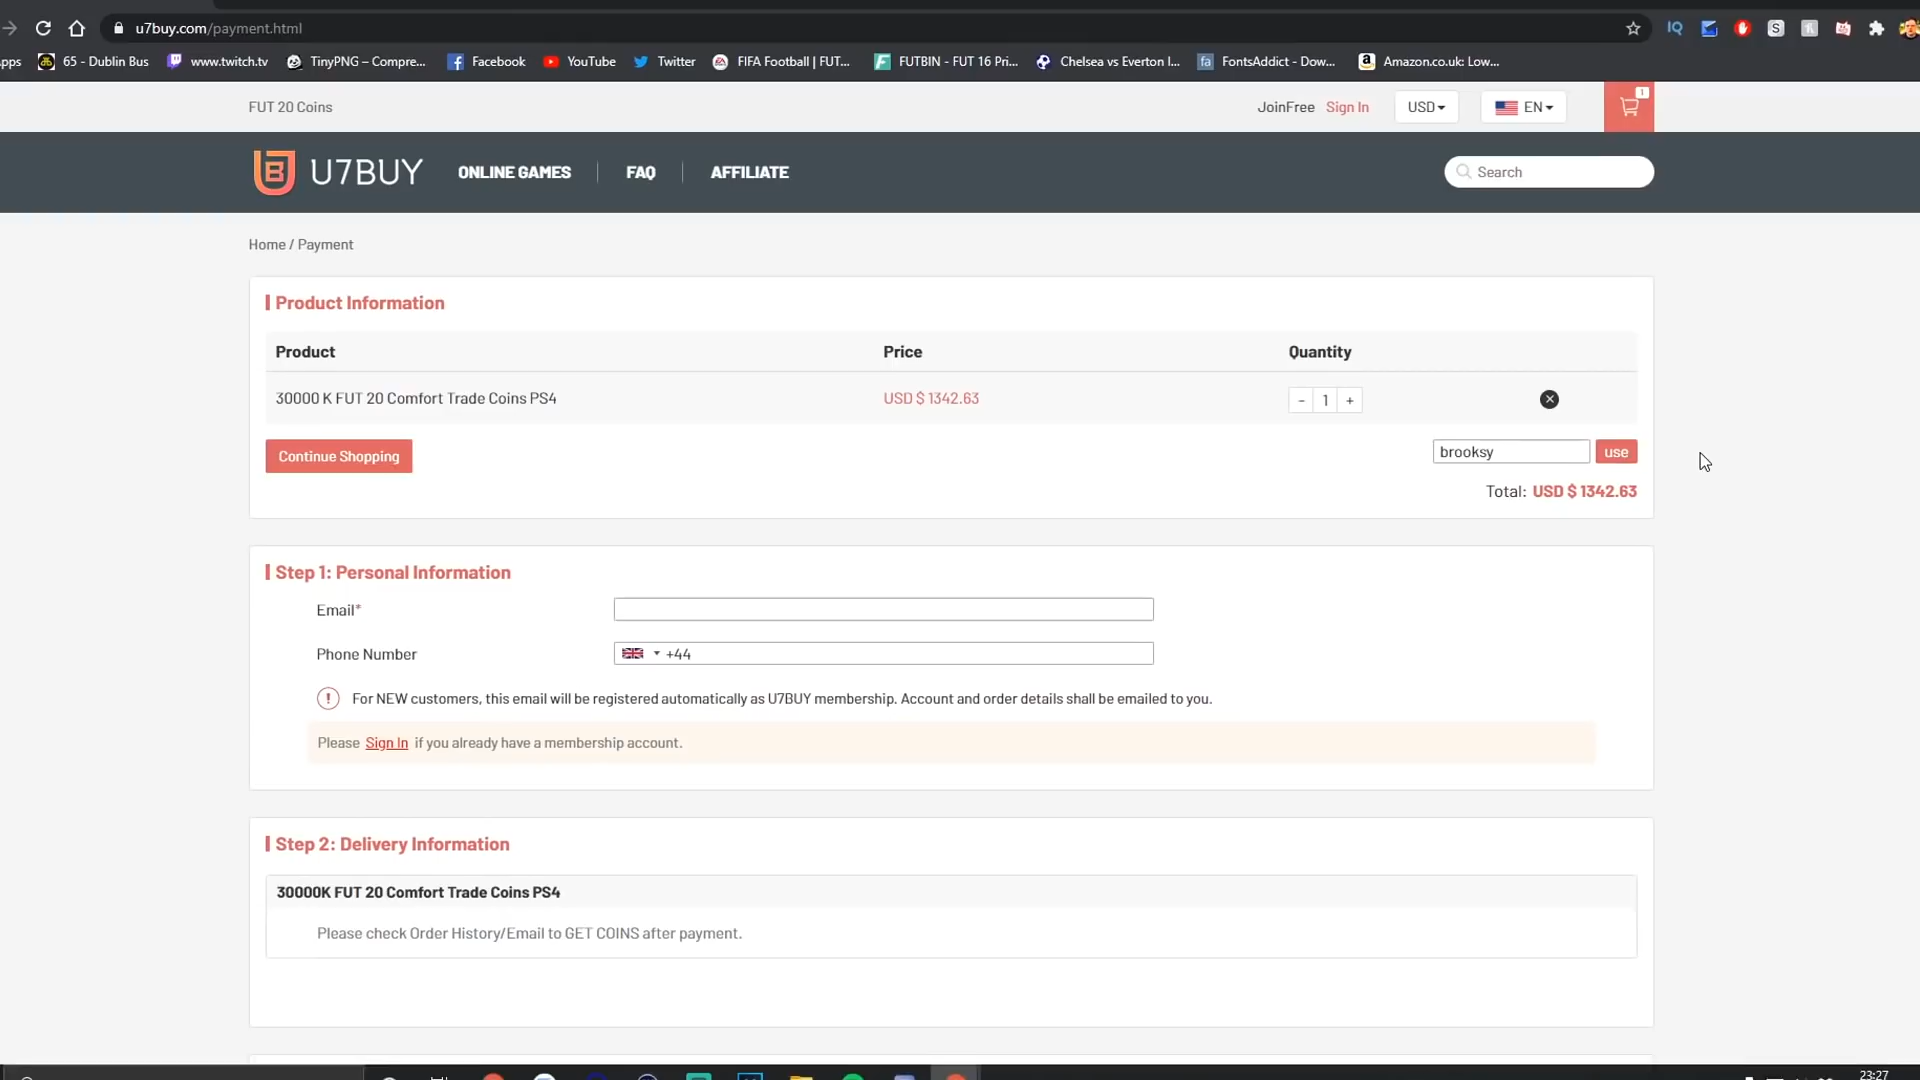 u7buy.com/payment.html
pps 65 - Dublin Bus www.twitch.tv TinyPNG – Compre... Facebook YouTube Twitter FIFA Football | FUT... FUTBIN - FUT 16 Pri... Chelsea vs Everton I... fa FontsAddict - Dow... Amazon.co.uk: Low...
FUT 20 Coins JoinFree Sign In USD EN 1
U7BUY ONLINE GAMES FAQ AFFILIATE Search
Home / Payment
Product Information
Product Price Quantity
30000 K FUT 20 Comfort Trade Coins PS4 USD $ 1342.63 - 1 +
Continue Shopping brooksy use
Total: USD $ 1342.63
Step 1: Personal Information
Email*
Phone Number +44
! For NEW customers, this email will be registered automatically as U7BUY membership. Account and order details shall be emailed to you.
Please Sign In if you already have a membership account.
Step 2: Delivery Information
30000K FUT 20 Comfort Trade Coins PS4
Please check Order History/Email to GET COINS after payment.
23:27